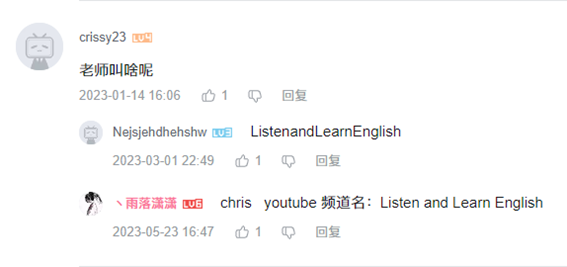 crissy23 LV4
老师叫啥呢
2023-01-14 16:06 1 回复
Nejsjehdhehshw LV3 ListenandLearnEnglish
2023-03-01 22:49 1 回复
丶雨落潇潇 LV6 chris youtube 频道名：Listen and Learn English
2023-05-23 16:47 1 回复